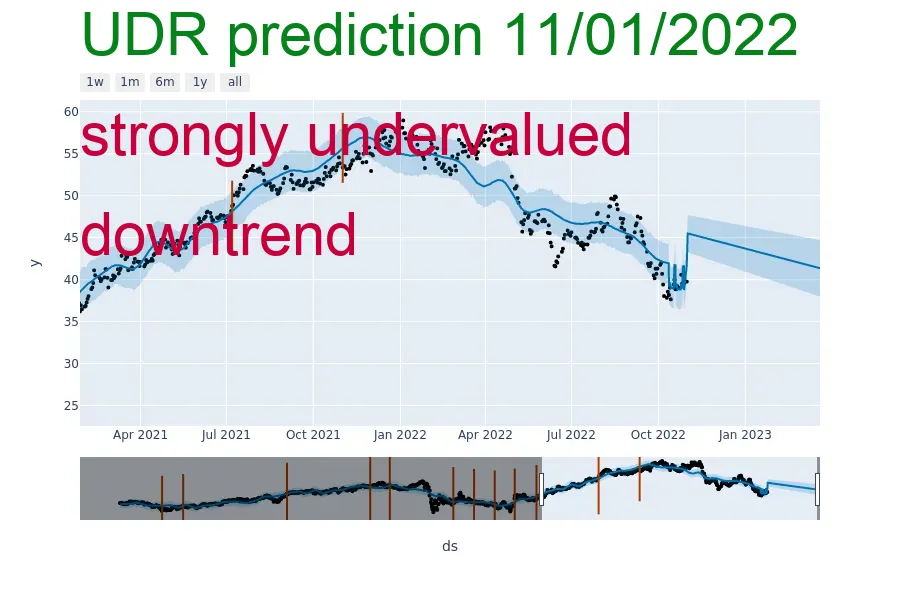 UDR prediction 11/01/2022
1w 1m 6m 1y all
60
strongly undervalued
55
50
45
downtrend
y
40
35
30
25
Apr 2021 Jul 2021 Oct 2021 Jan 2022 Apr 2022 Jul 2022 Oct 2022 Jan 2023
ds